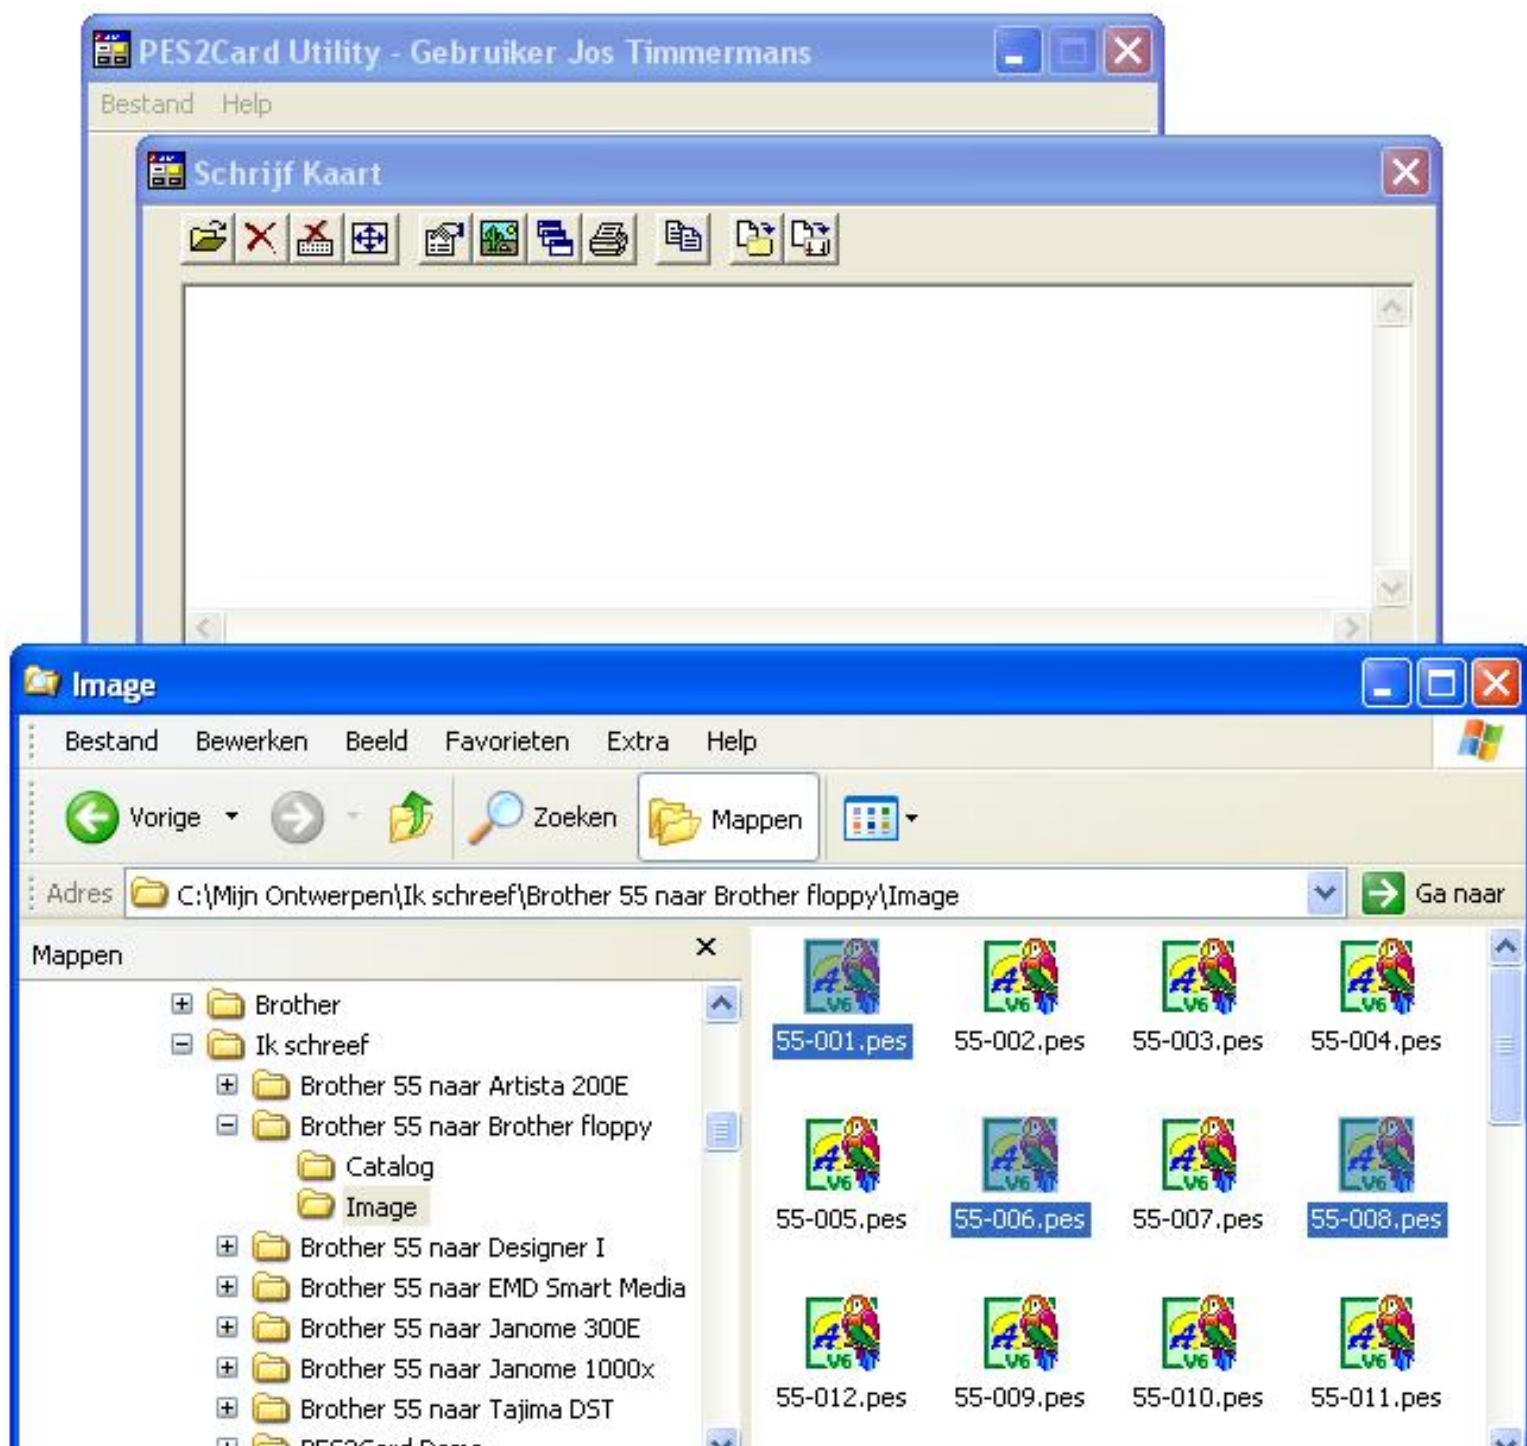 PES2Card Utility - Gebruiker Jos Timmermans
Bestand Help
Schrijf Kaart
Image
Bestand Bewerken Beeld Favorieten Extra Help
Vorige Zoeken Mappen
Adres C:\Mijn Ontwerpen\Ik schreef\Brother 55 naar Brother floppy\Image Ga naar
Mappen
Brother
Ik schreef
Brother 55 naar Artista 200E
Brother 55 naar Brother floppy
Catalog
Image
Brother 55 naar Designer I
Brother 55 naar EMD Smart Media
Brother 55 naar Janome 300E
Brother 55 naar Janome 1000x
Brother 55 naar Tajima DST
PES2Card Demo
55-001.pes 55-002.pes 55-003.pes 55-004.pes
55-005.pes 55-006.pes 55-007.pes 55-008.pes
55-012.pes 55-009.pes 55-010.pes 55-011.pes